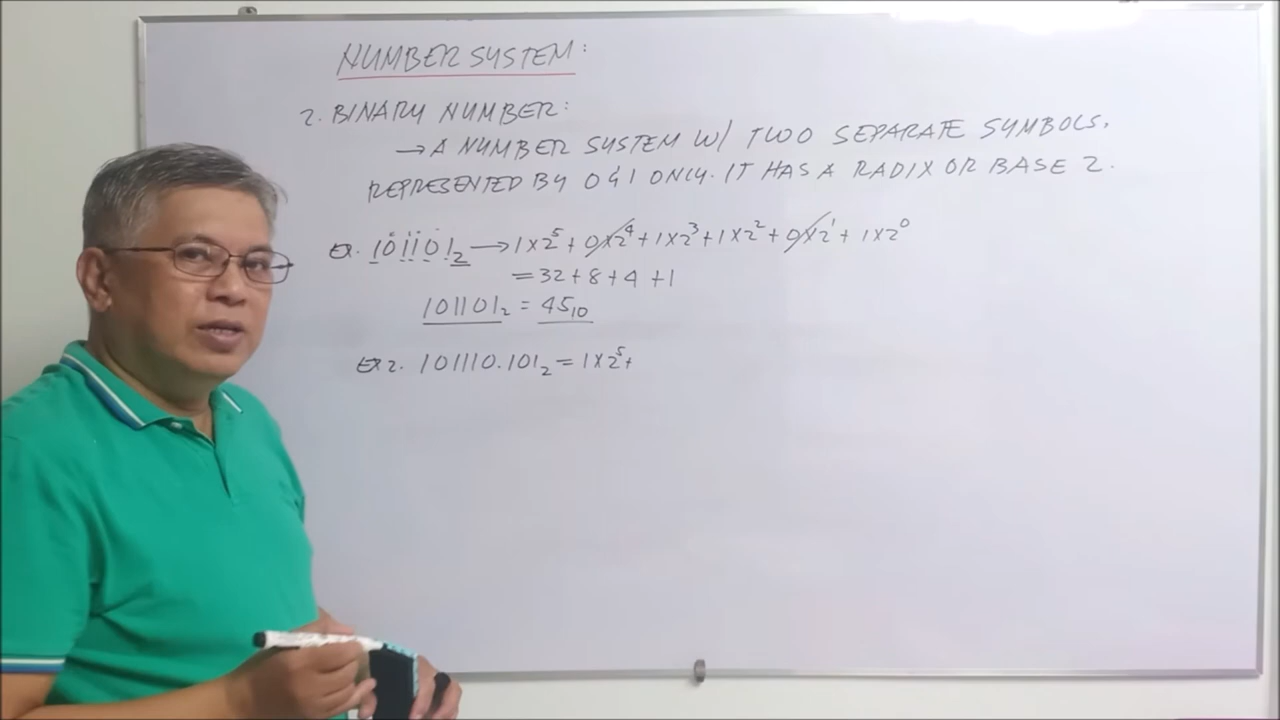 NUMBER SYSTEM:
2. BINARY NUMBER:
→ A NUMBER SYSTEM W/ TWO SEPARATE SYMBOLS.
REPRESENTED BY 0 & 1 ONLY. IT HAS A RADIX OR BASE 2.
EX. 101101₂ → 1x2⁵ + 0x2⁴ + 1x2³ + 1x2² + 0x2¹ + 1x2⁰
= 32 + 8 + 4 + 1
101101₂ = 45₁₀
EX 2. 101110.101₂ = 1x2⁵+